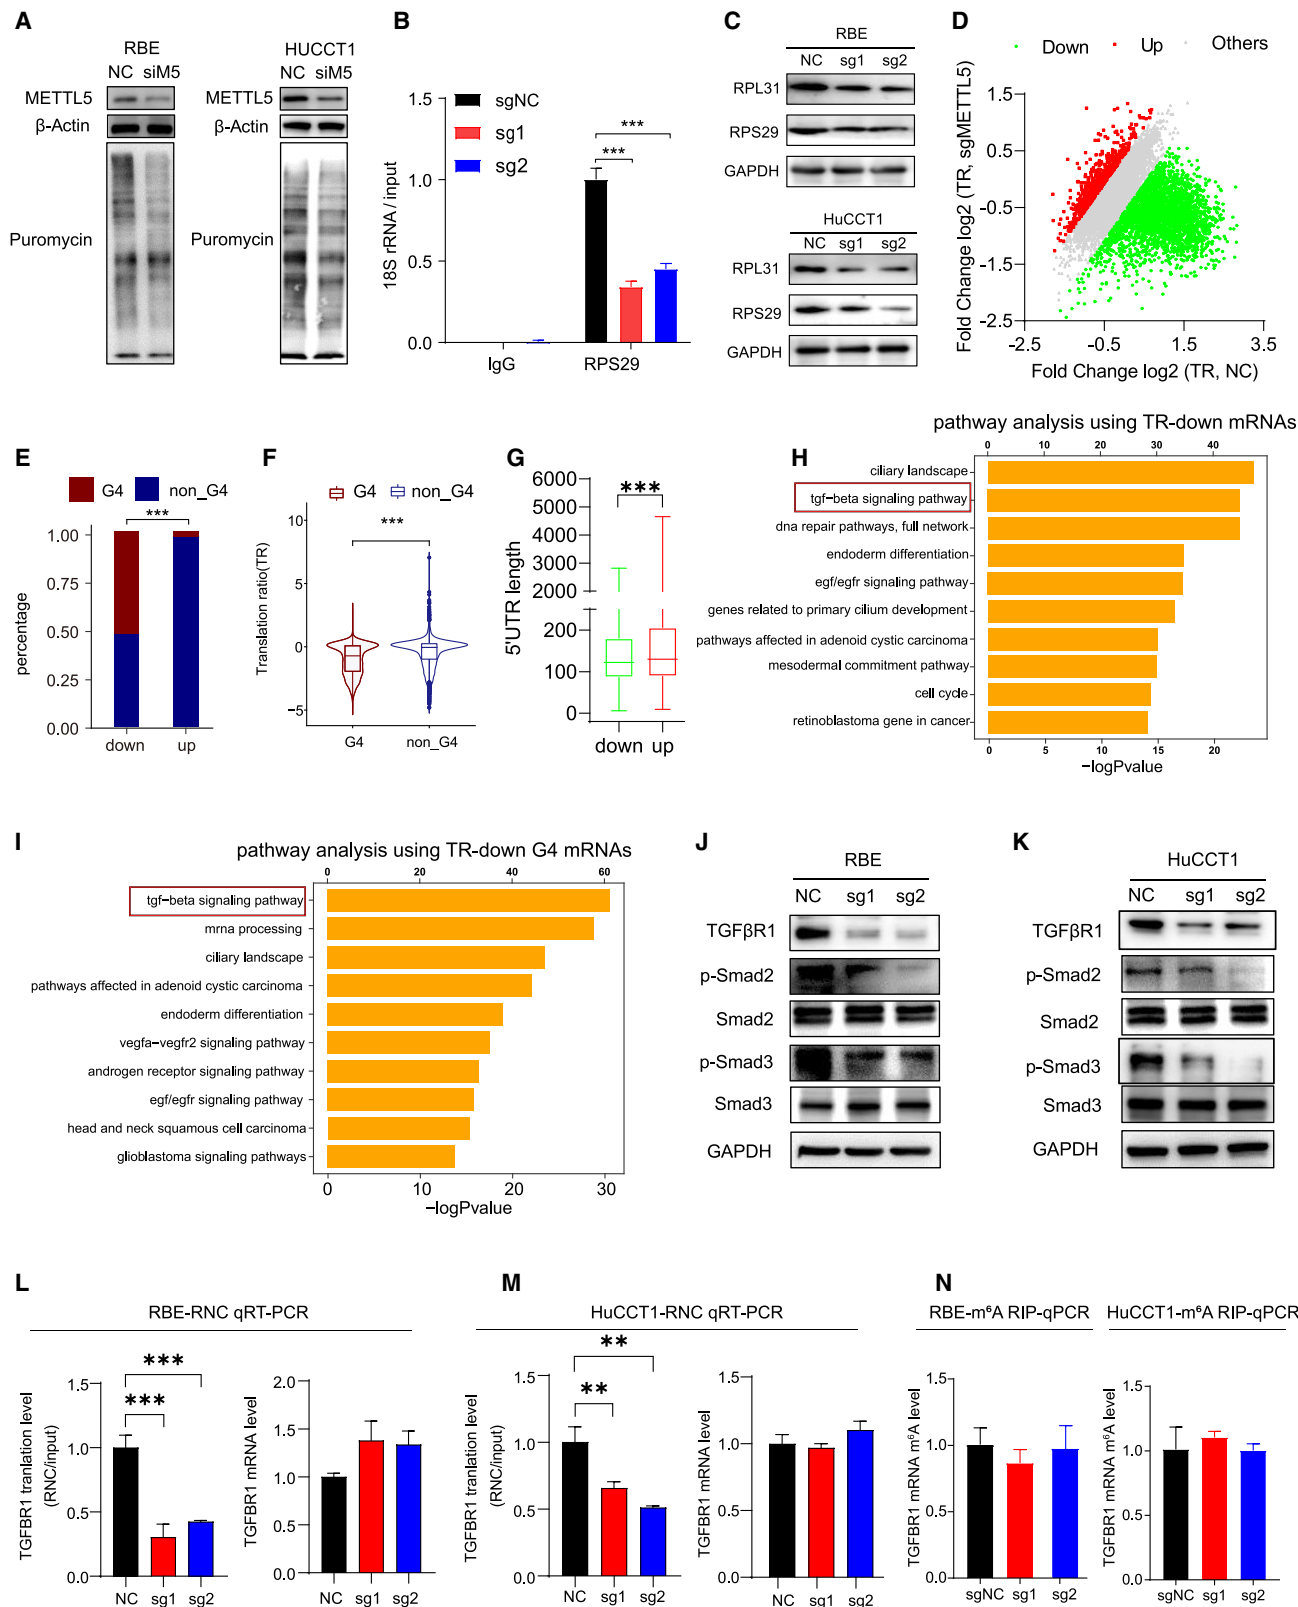 A
RBE
NC siM5
METTL5
β-Actin
Puromycin
HUCCT1
NC siM5
METTL5
β-Actin
Puromycin
B
sgNC
sg1
sg2
***
***
18S rRNA / input
1.5
1.0
0.5
0.0
IgG RPS29
C
RBE
NC sg1 sg2
RPL31
RPS29
GAPDH
HuCCT1
NC sg1 sg2
RPL31
RPS29
GAPDH
D
Down Up Others
Fold Change log2 (TR, sgMETTL5)
1.5
0.5
-0.5
-1.5
-2.5
-2.5 -0.5 1.5 3.5
Fold Change log2 (TR, NC)
E
G4 non_G4
***
percentage
1.00
0.75
0.50
0.25
0.00
down up
F
G4 non_G4
***
Translation ratio(TR)
10
5
0
−5
G4 non_G4
G
***
5'UTR length
6000
5000
4000
3000
2000
200
100
0
down up
H
pathway analysis using TR-down mRNAs
0 10 20 30 40
ciliary landscape
tgf−beta signaling pathway
dna repair pathways, full network
endoderm differentiation
egf/egfr signaling pathway
genes related to primary cilium development
pathways affected in adenoid cystic carcinoma
mesodermal commitment pathway
cell cycle
retinoblastoma gene in cancer
0 5 10 15 20
−logPvalue
I
pathway analysis using TR-down G4 mRNAs
0 20 40 60
tgf−beta signaling pathway
mrna processing
ciliary landscape
pathways affected in adenoid cystic carcinoma
endoderm differentiation
vegfa−vegfr2 signaling pathway
androgen receptor signaling pathway
egf/egfr signaling pathway
head and neck squamous cell carcinoma
glioblastoma signaling pathways
0 10 20 30
−logPvalue
J
RBE
NC sg1 sg2
TGFβR1
p-Smad2
Smad2
p-Smad3
Smad3
GAPDH
K
HuCCT1
NC sg1 sg2
TGFβR1
p-Smad2
Smad2
p-Smad3
Smad3
GAPDH
L
RBE-RNC qRT-PCR
TGFBR1 tranlation level
(RNC/input)
1.5
1.0
0.5
0.0
***
***
NC sg1 sg2
TGFBR1 mRNA level
2.0
1.5
1.0
0.5
0.0
NC sg1 sg2
M
HuCCT1-RNC qRT-PCR
TGFBR1 tranlation level
(RNC/input)
1.5
1.0
0.5
0.0
**
**
NC sg1 sg2
TGFBR1 mRNA level
1.5
1.0
0.5
0.0
NC sg1 sg2
N
RBE-m⁶A RIP-qPCR
TGFBR1 mRNA m⁶A level
1.5
1.0
0.5
0.0
sgNC sg1 sg2
HuCCT1-m⁶A RIP-qPCR
TGFBR1 mRNA m⁶A level
1.5
1.0
0.5
0.0
sgNC sg1 sg2